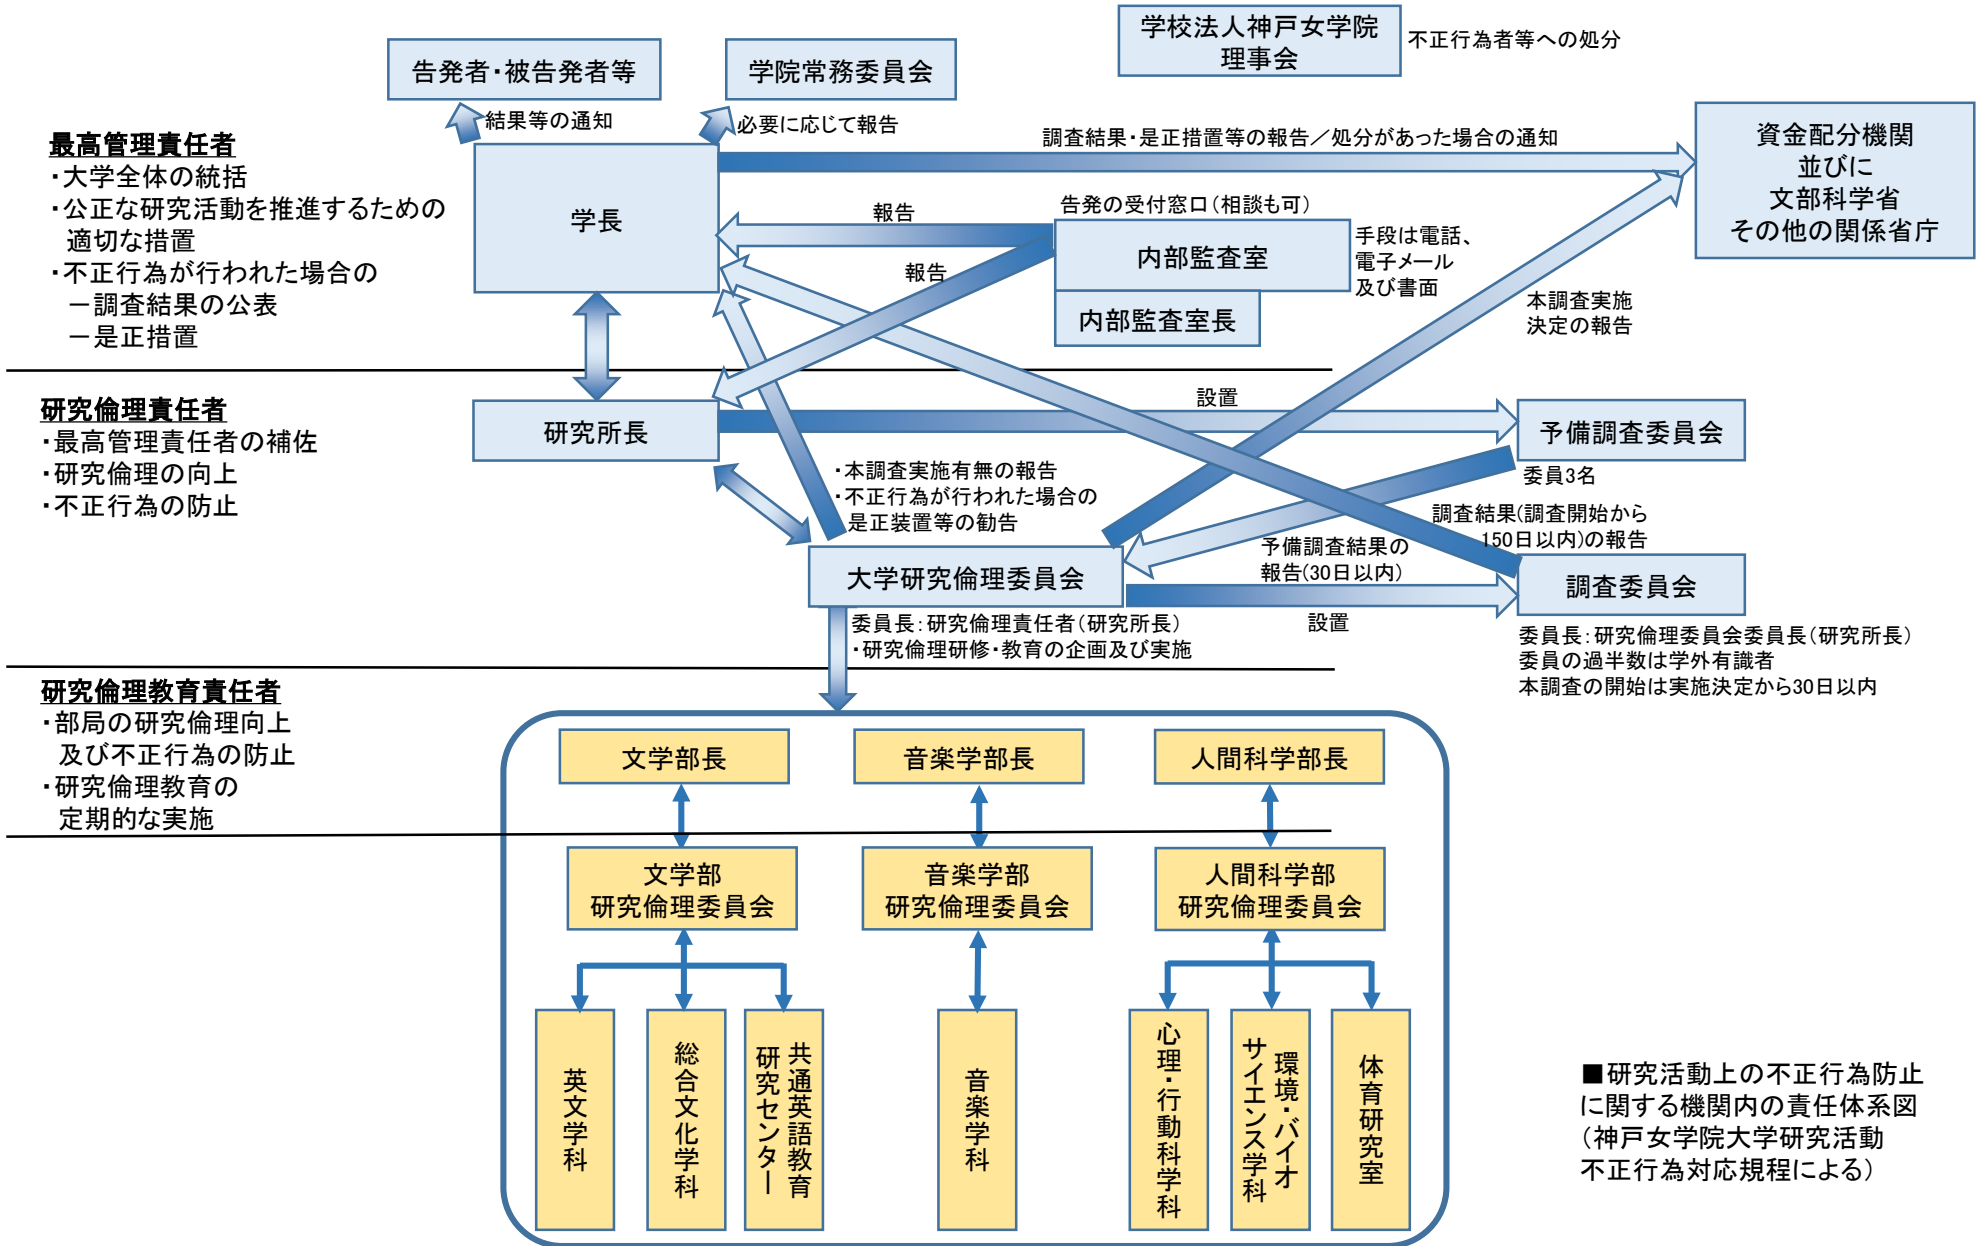 学校法人神戸女学院
理事会
不正行為者等への処分
告発者・被告発者等
学院常務委員会
結果等の通知
必要に応じて報告
最高管理責任者
・大学全体の統括
・公正な研究活動を推進するための
適切な措置
・不正行為が行われた場合の
－調査結果の公表
－是正措置
学長
調査結果・是正措置等の報告／処分があった場合の通知
資金配分機関
並びに
文部科学省
その他の関係省庁
報告
告発の受付窓口（相談も可）
内部監査室
手段は電話、
電子メール
及び書面
報告
内部監査室長
本調査実施
決定の報告
研究倫理責任者
・最高管理責任者の補佐
・研究倫理の向上
・不正行為の防止
研究所長
設置
予備調査委員会
委員3名
・本調査実施有無の報告
・不正行為が行われた場合の
是正装置等の勧告
調査結果(調査開始から
150日以内)の報告
予備調査結果の
報告(30日以内)
大学研究倫理委員会
調査委員会
委員長：研究倫理責任者（研究所長）
・研究倫理研修・教育の企画及び実施
設置
委員長：研究倫理委員会委員長（研究所長）
委員の過半数は学外有識者
本調査の開始は実施決定から30日以内
研究倫理教育責任者
・部局の研究倫理向上
及び不正行為の防止
・研究倫理教育の
定期的な実施
文学部長
音楽学部長
人間科学部長
文学部
研究倫理委員会
音楽学部
研究倫理委員会
人間科学部
研究倫理委員会
英文学科
総合文化学科
共通英語教育
研究センター
音楽学科
心理・行動科学科
環境・バイオ
サイエンス学科
体育研究室
■研究活動上の不正行為防止
に関する機関内の責任体系図
（神戸女学院大学研究活動
不正行為対応規程による）